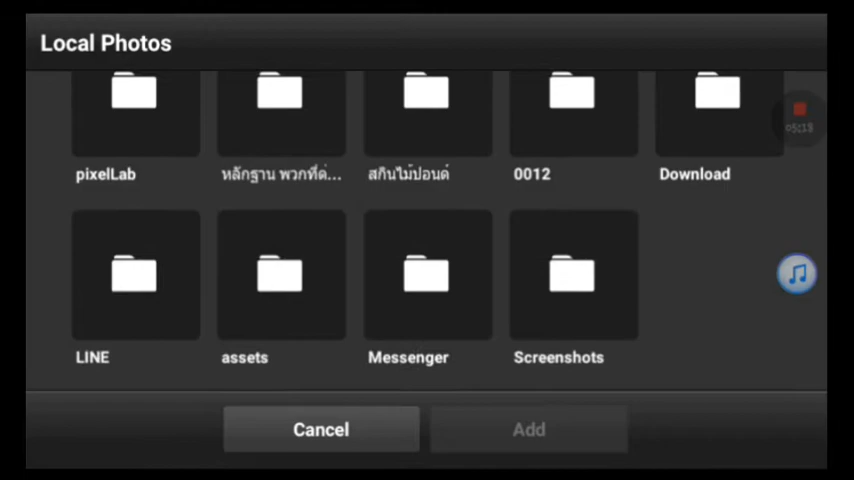 Local Photos
05:13
pixelLab
หลักฐาน พวกที่ด่...
สกินไม้ปอนด์
0012
Download
LINE
assets
Messenger
Screenshots
Cancel
Add